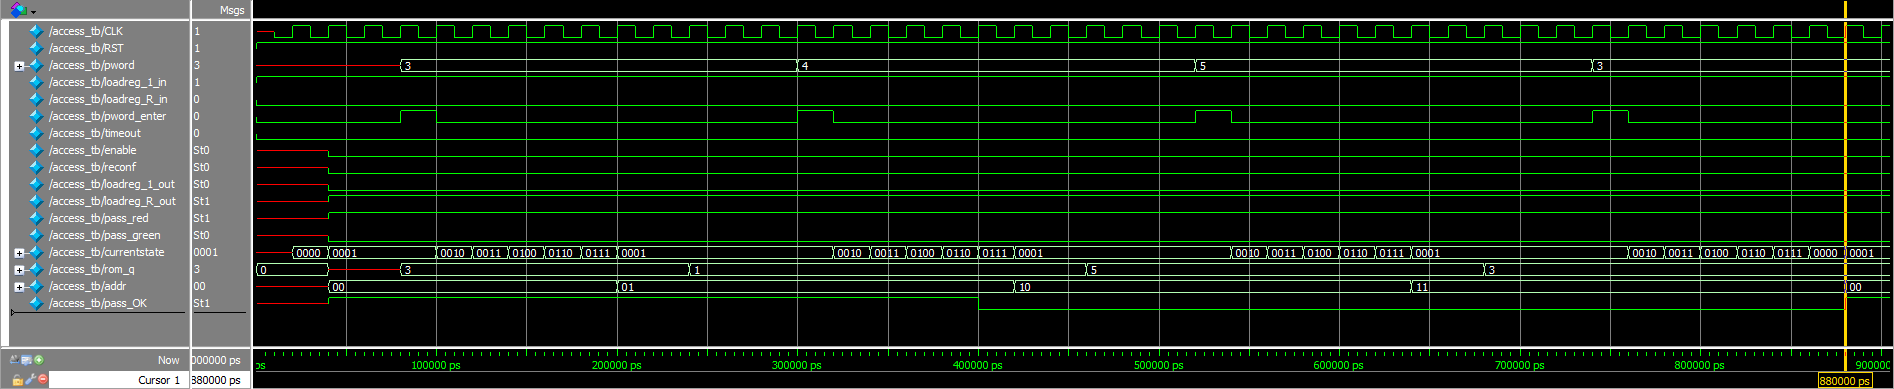 Msgs
/access_tb/CLK 1
/access_tb/RST 1
/access_tb/pword 3 3 4 5 3
/access_tb/loadreg_1_in 1
/access_tb/loadreg_R_in 0
/access_tb/pword_enter 0
/access_tb/timeout 0
/access_tb/enable St0
/access_tb/reconf St0
/access_tb/loadreg_1_out St0
/access_tb/loadreg_R_out St1
/access_tb/pass_red St1
/access_tb/pass_green St0
/access_tb/currentstate 0001 0000 0001 0010 0011 0100 0110 0111 0001 0010 0011 0100 0110 0111 0001 0010 0011 0100 0110 0111 0001 0010 0011 0100 0110 0111 0000 0001
/access_tb/rom_q 3 0 3 1 5 3
/access_tb/addr 00 00 01 10 11 00
/access_tb/pass_OK St1
Now 000000 ps ps 100000 ps 200000 ps 300000 ps 400000 ps 500000 ps 600000 ps 700000 ps 800000 ps 900000
Cursor 1 880000 ps 880000 ps